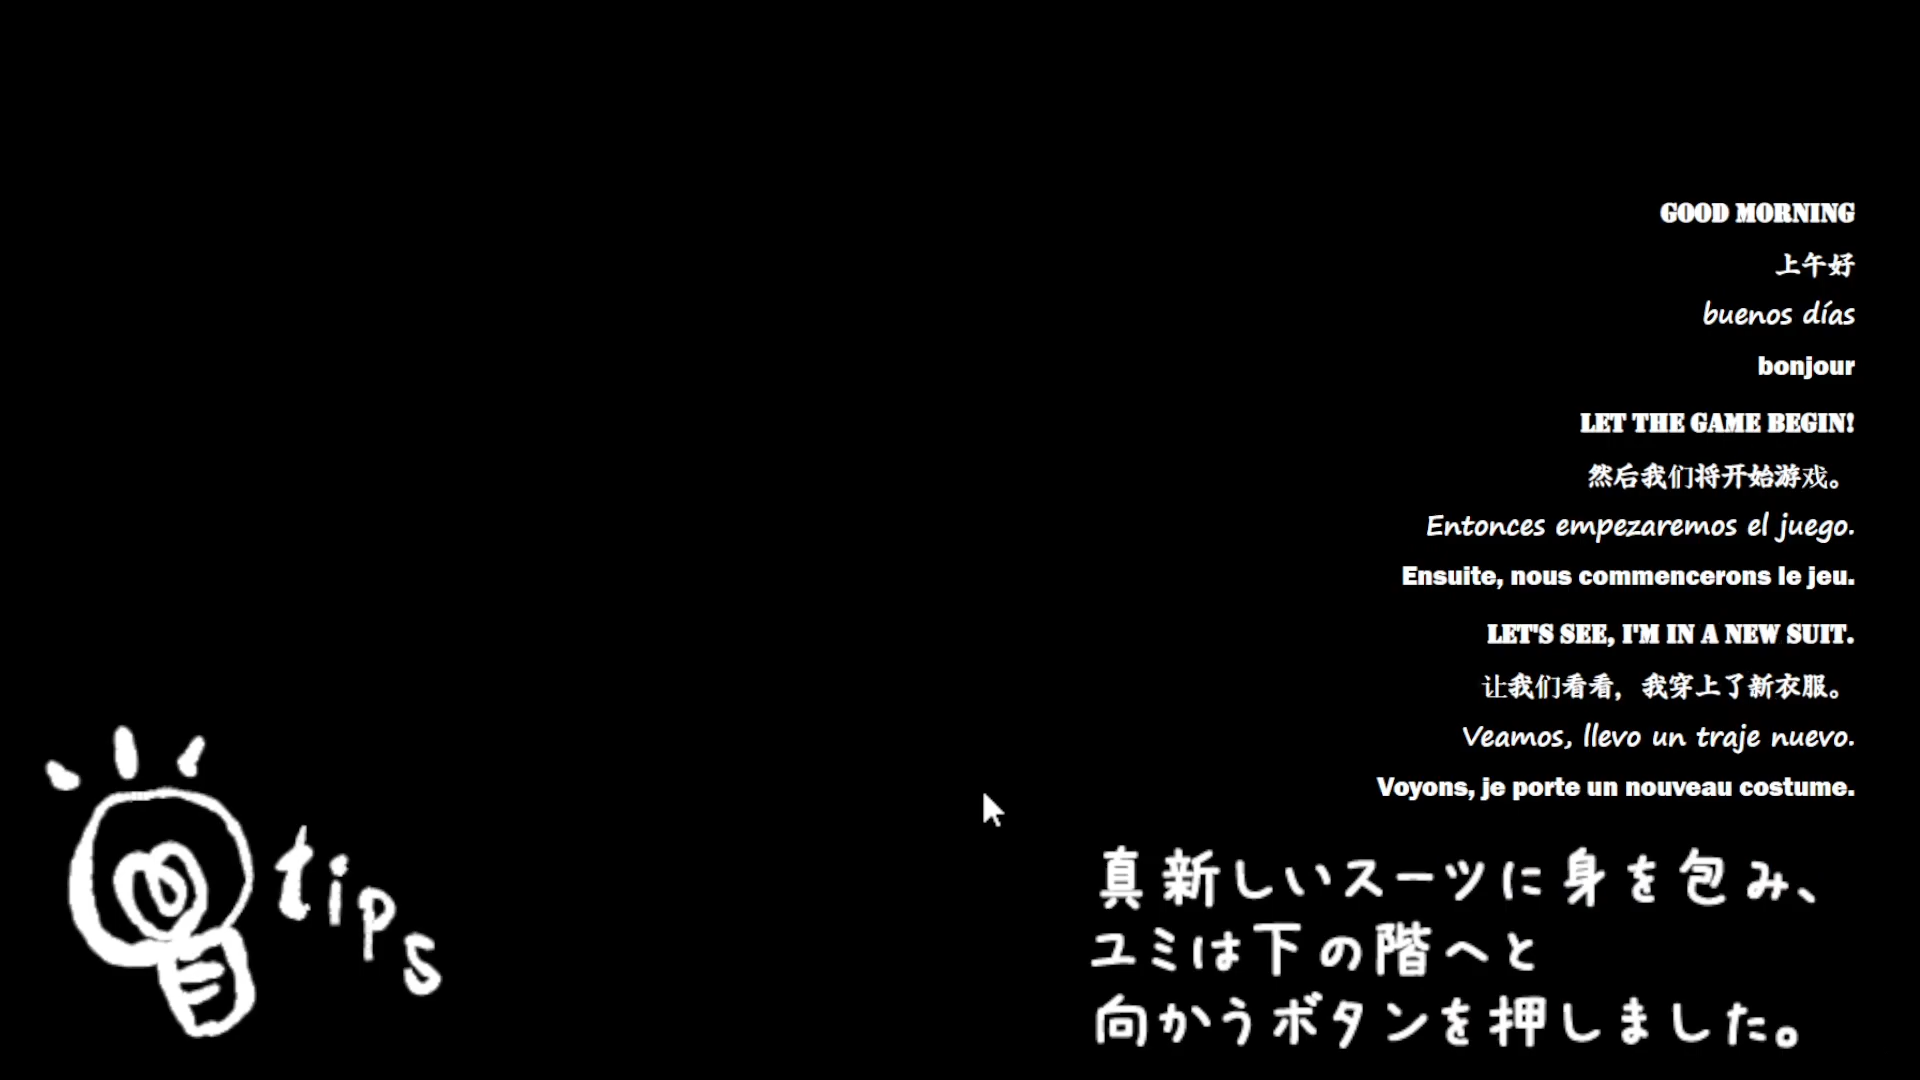 GOOD MORNING
上午好
buenos días
bonjour
LET THE GAME BEGIN!
然后我们将开始游戏。
Entonces empezaremos el juego.
Ensuite, nous commencerons le jeu.
LET'S SEE, I'M IN A NEW SUIT.
让我们看看，我穿上了新衣服。
Veamos, llevo un traje nuevo.
Voyons, je porte un nouveau costume.
tips
真新しいスーツに身を包み、
ユミは下の階へと
向かうボタンを押しました。